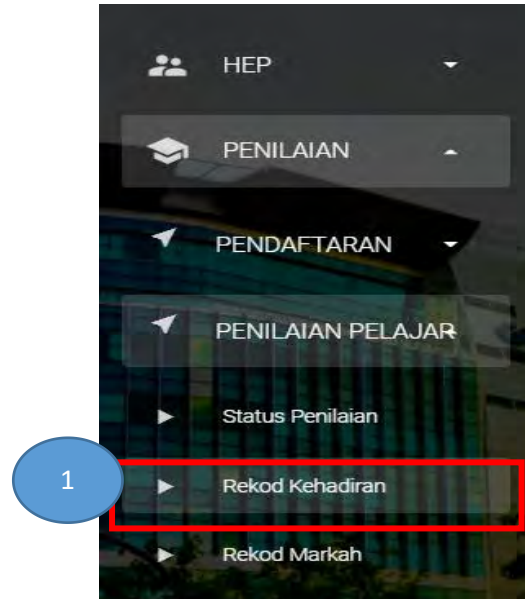 HEP
PENILAIAN
PENDAFTARAN
PENILAIAN PELAJAR
Status Penilaian
1
Rekod Kehadiran
Rekod Markah